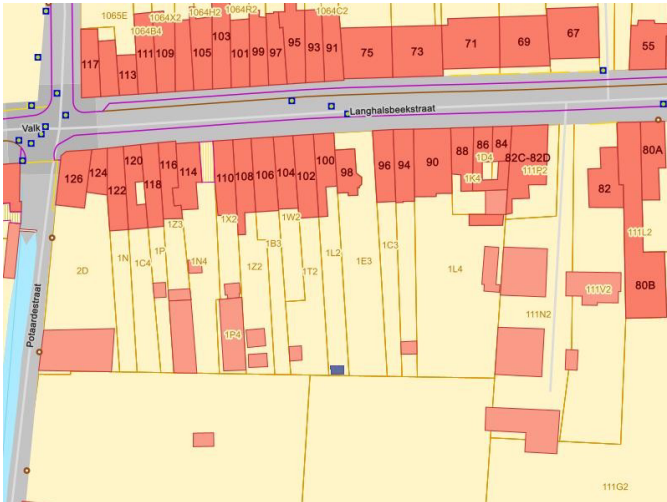 1065E
1064X2
1064H2
1064R2
1064C2
1064B4
103
117
113
111
109
105
101
99
97
95
93
91
75
73
71
69
67
55
Langhalsbeekstraat
Valk
126
124
122
120
118
116
114
110
108
106
104
102
100
98
96
94
90
88
86
84
82C-82D
82
80A
1D4
1K4
111P2
1Z3
1X2
1W2
2D
1N
1C4
1P
1N4
1Z2
1B3
1T2
1L2
1E3
1C3
1L4
111L2
80B
111V2
111N2
1P4
Potaardestraat
111G2